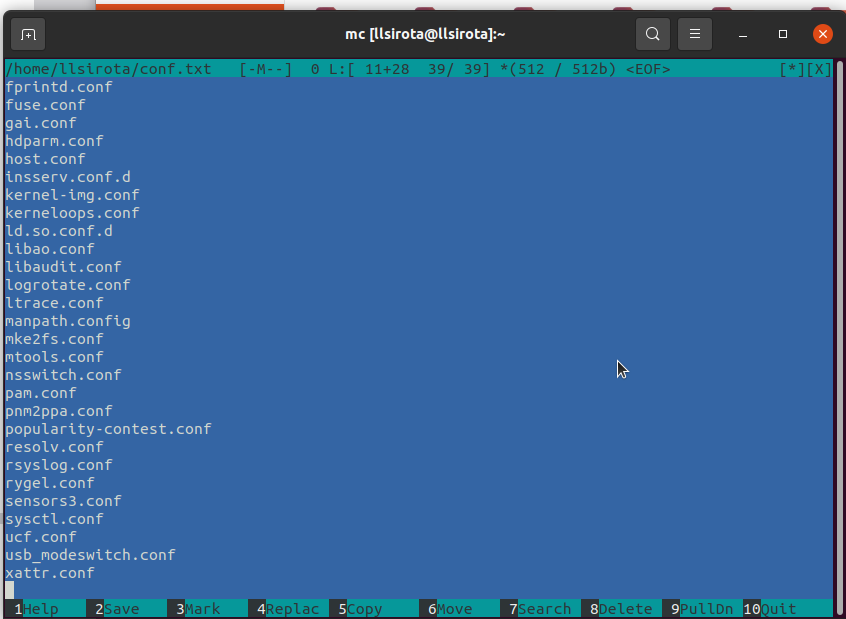 mc [llsirota@llsirota]:~
/home/llsirota/conf.txt [-M--] 0 L:[ 11+28 39/ 39] *(512 / 512b) <EOF> [*][X]
fprintd.conf
fuse.conf
gai.conf
hdparm.conf
host.conf
insserv.conf.d
kernel-img.conf
kerneloops.conf
ld.so.conf.d
libao.conf
libaudit.conf
logrotate.conf
ltrace.conf
manpath.config
mke2fs.conf
mtools.conf
nsswitch.conf
pam.conf
pnm2ppa.conf
popularity-contest.conf
resolv.conf
rsyslog.conf
rygel.conf
sensors3.conf
sysctl.conf
ucf.conf
usb_modeswitch.conf
xattr.conf
1Help 2Save 3Mark 4Replac 5Copy 6Move 7Search 8Delete 9PullDn 10Quit